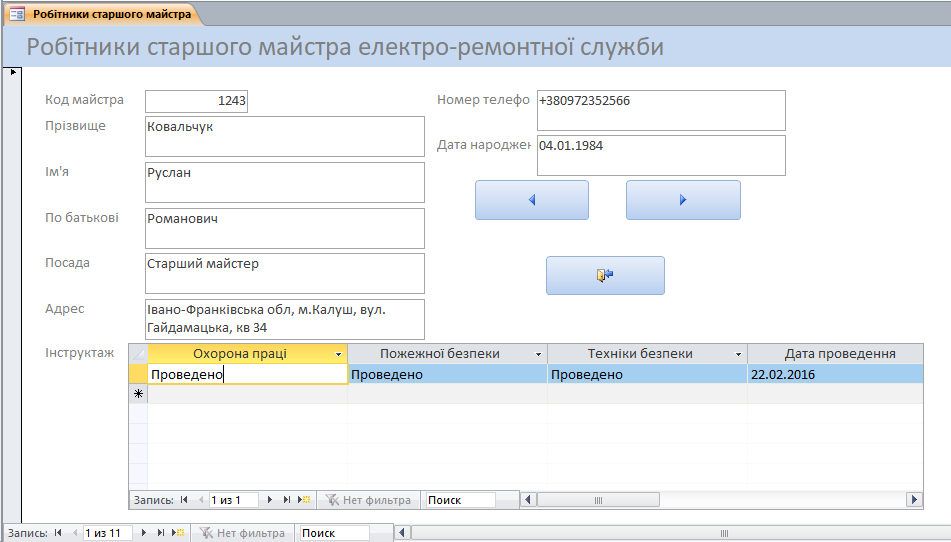 Робітники старшого майстра
Робітники старшого майстра електро-ремонтної служби
Код майстра
1243
Прізвище
Ковальчук
Ім'я
Руслан
По батькові
Романович
Посада
Старший майстер
Адрес
Івано-Франківська обл, м.Калуш, вул.
Гайдамацька, кв 34
Номер телефо
+380972352566
Дата народжен
04.01.1984
Інструктаж
Охорона праці Пожежної безпеки Техніки безпеки Дата проведення
Проведено Проведено Проведено 22.02.2016
Запись: 1 из 1 Нет фильтра Поиск
Запись: 1 из 11 Нет фильтра Поиск